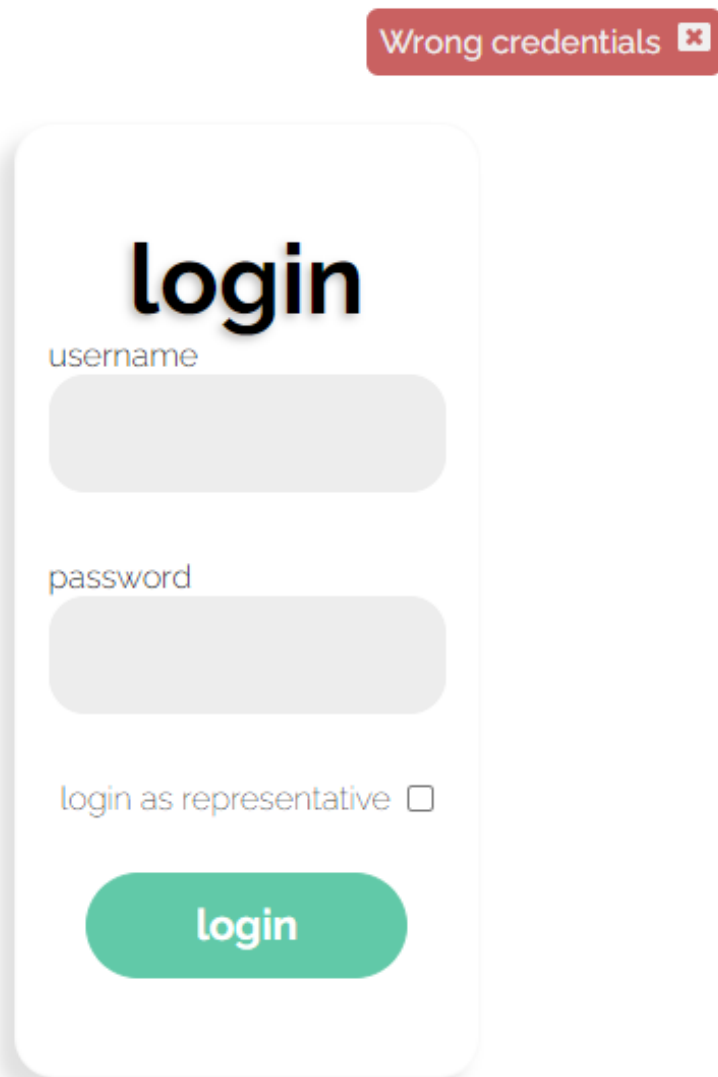 Wrong credentials
login
username
password
login as representative
login